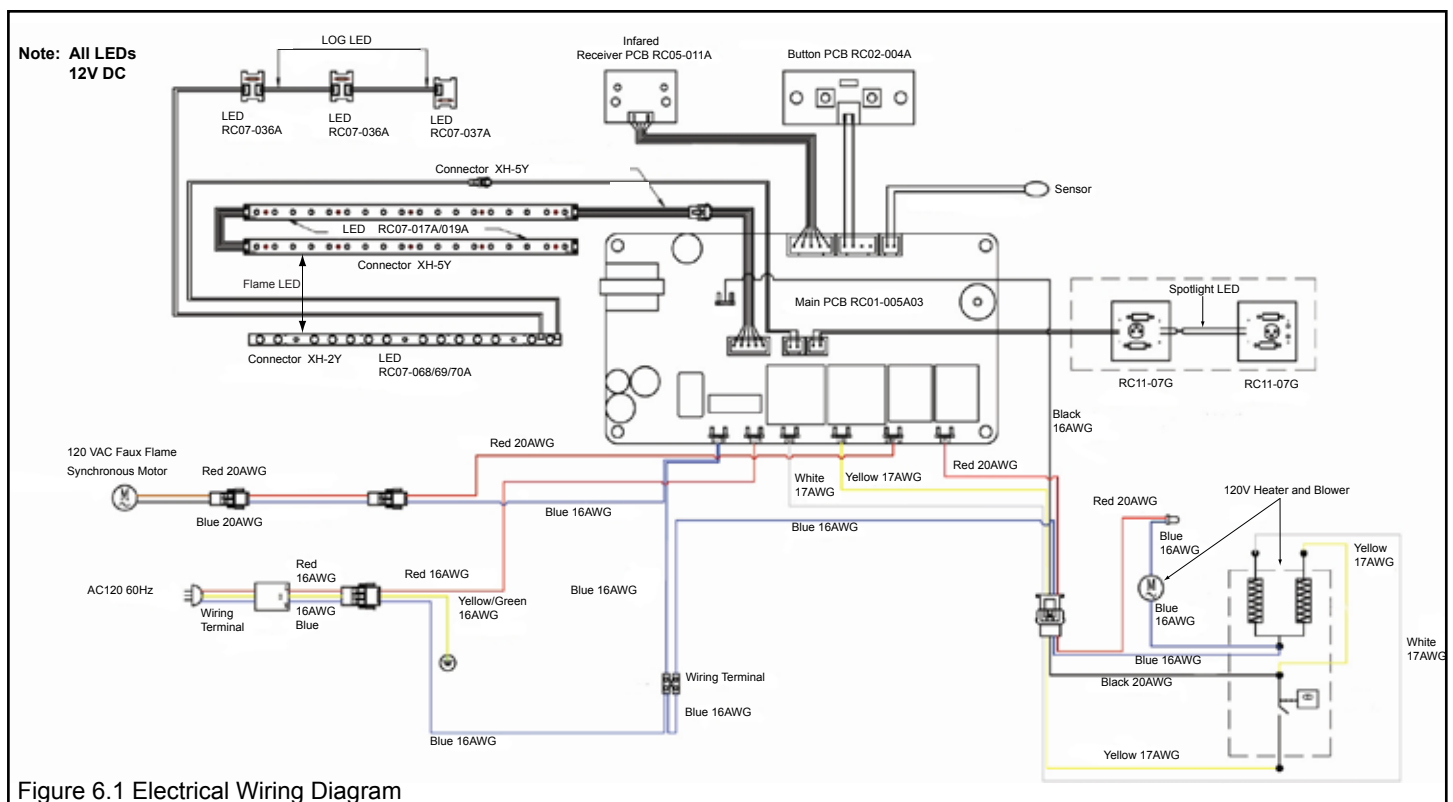 Note: All LEDs
12V DC
LOG LED
LED
RC07-036A
LED
RC07-036A
LED
RC07-037A
Infared
Receiver PCB RC05-011A
Button PCB RC02-004A
Sensor
Connector XH-5Y
LED RC07-017A/019A
Connector XH-5Y
Flame LED
Connector XH-2Y
LED
RC07-068/69/70A
Main PCB RC01-005A03
Spotlight LED
RC11-07G
RC11-07G
Black
16AWG
120 VAC Faux Flame
Synchronous Motor
M
Red 20AWG
Blue 20AWG
Red 20AWG
Blue 16AWG
White
17AWG
Yellow 17AWG
Red 20AWG
Blue 16AWG
AC120 60Hz
Wiring
Terminal
Red
16AWG
16AWG
Blue
Red 16AWG
Yellow/Green
16AWG
Blue 16AWG
Wiring Terminal
Blue 16AWG
Blue 16AWG
Red 20AWG
120V Heater and Blower
Blue
16AWG
M
Blue
16AWG
Yellow
17AWG
White
17AWG
Blue 16AWG
Black 20AWG
Yellow 17AWG
Figure 6.1 Electrical Wiring Diagram